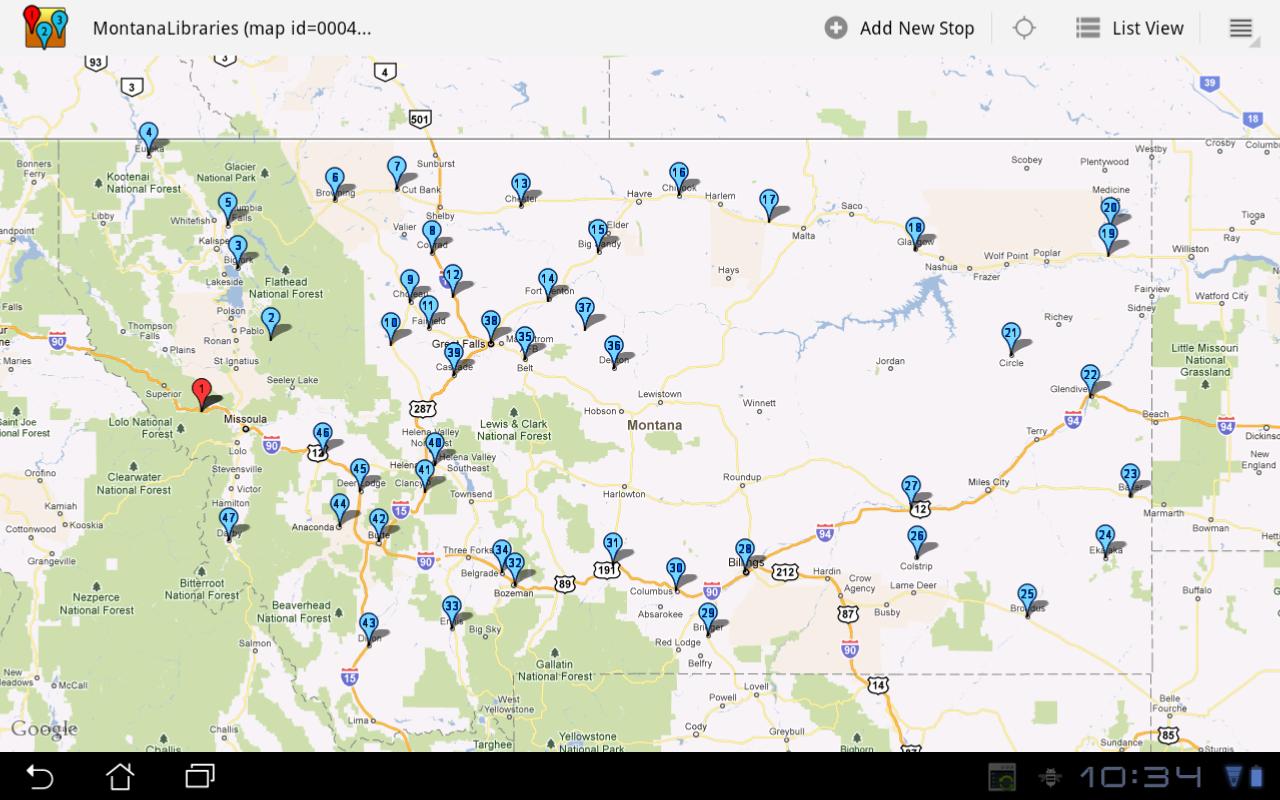 MontanaLibraries (map id=0004...
Add New Stop
List View
93
3
3
4
501
39
18
4
Eureka
Bonners
Ferry
Kootenai
National Forest
Glacier
National Park
6
Browning
7
Sunburst
Cut Bank
13
Chester
16
Chinook
Havre
Harlem
Scobey
Plentywood
Westby
Crosby
Medicine
Libby
Whitefish
5
Columbia
Falls
Shelby
Valier
8
Conrad
15
Elder
Big Sandy
17
Malta
Saco
18
Glasgow
20
19
Tioga
Ray
Kalispell
3
Bigfork
Lakeside
Flathead
National Forest
9
Choteau
12
14
Fort Benton
Hays
Nashua
Wolf Point
Frazer
Poplar
Williston
Fairview
Sidney
Watford City
Falls
90
Thompson
Falls
Plains
Polson
Ronan
Pablo
2
St Ignatius
10
11
Fairfield
38
Great Falls
35
Belt
37
36
Denton
Richey
21
Circle
Jordan
Little Missouri
National
Grassland
39
Cascade
Seeley Lake
Superior
1
Missoula
Lolo National
Forest
287
Lewis & Clark
National Forest
Hobson
Lewistown
Montana
Winnett
22
Glendive
94
Beach
94
Terry
90
Lolo
46
12
Helena Valley
40
Helena Valley
Southeast
41
Clancy
Townsend
Orofino
Clearwater
National Forest
Stevensville
Victor
Hamilton
45
Deer Lodge
15
Roundup
Harlowton
27
12
Miles City
23
Baker
New
England
Kamiah
Kooskia
Cottonwood
Grangeville
47
Darby
44
Anaconda
42
Butte
90
Three Forks
34
32
Belgrade
Bozeman
89
31
191
28
Billings
94
212
26
Colstrip
24
Ekalaka
Marmarth
Bowman
Nezperce
National Forest
Bitterroot
National Forest
Beaverhead
National Forest
30
Columbus
90
Absarokee
Hardin
Crow
Agency
Busby
Lame Deer
25
Broadus
Buffalo
33
Ennis
Big Sky
29
Bridger
Red Lodge
Belfry
87
90
43
Dillon
Salmon
15
Gallatin
National Forest
14
Lovell
Powell
Cody
Greybull
New
Meadows
McCall
Challis
Challis
Lima
West
Yellowstone
Targhee
Yellowstone
National Park
Bighorn
Belle
Fourche
85
Sundance
Sturgis
Google
10:34